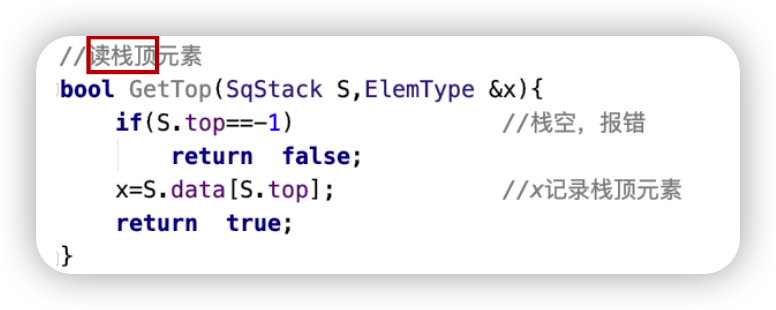 //读栈顶元素
bool GetTop(SqStack S,ElemType &x){
if(S.top==-1) //栈空，报错
return false;
x=S.data[S.top]; //x记录栈顶元素
return true;
}